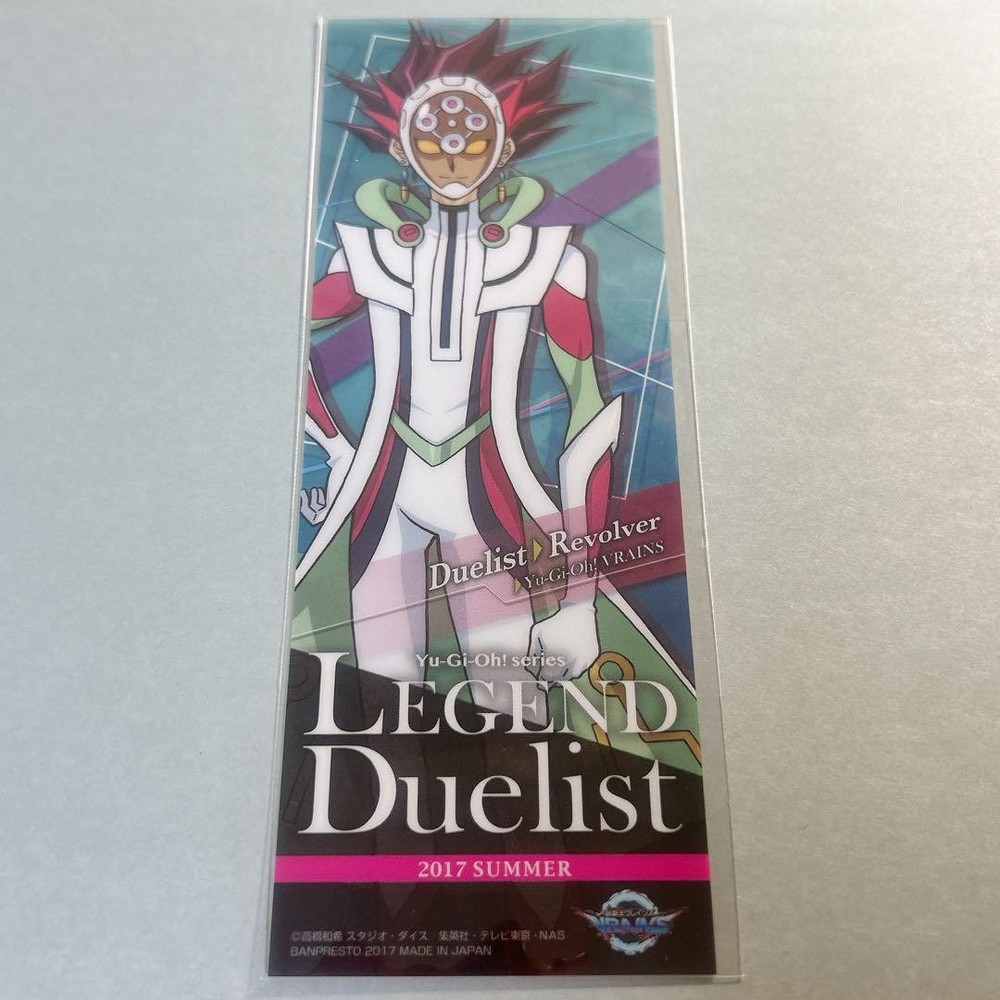 Duelist Revolver
Yu-Gi-Oh! VRAINS
Yu-Gi-Oh! series
LEGEND
Duelist
2017 SUMMER
VRAINS
©高橋和希 スタジオ・ダイス 集英社・テレビ東京・NAS
BANPRESTO 2017 MADE IN JAPAN